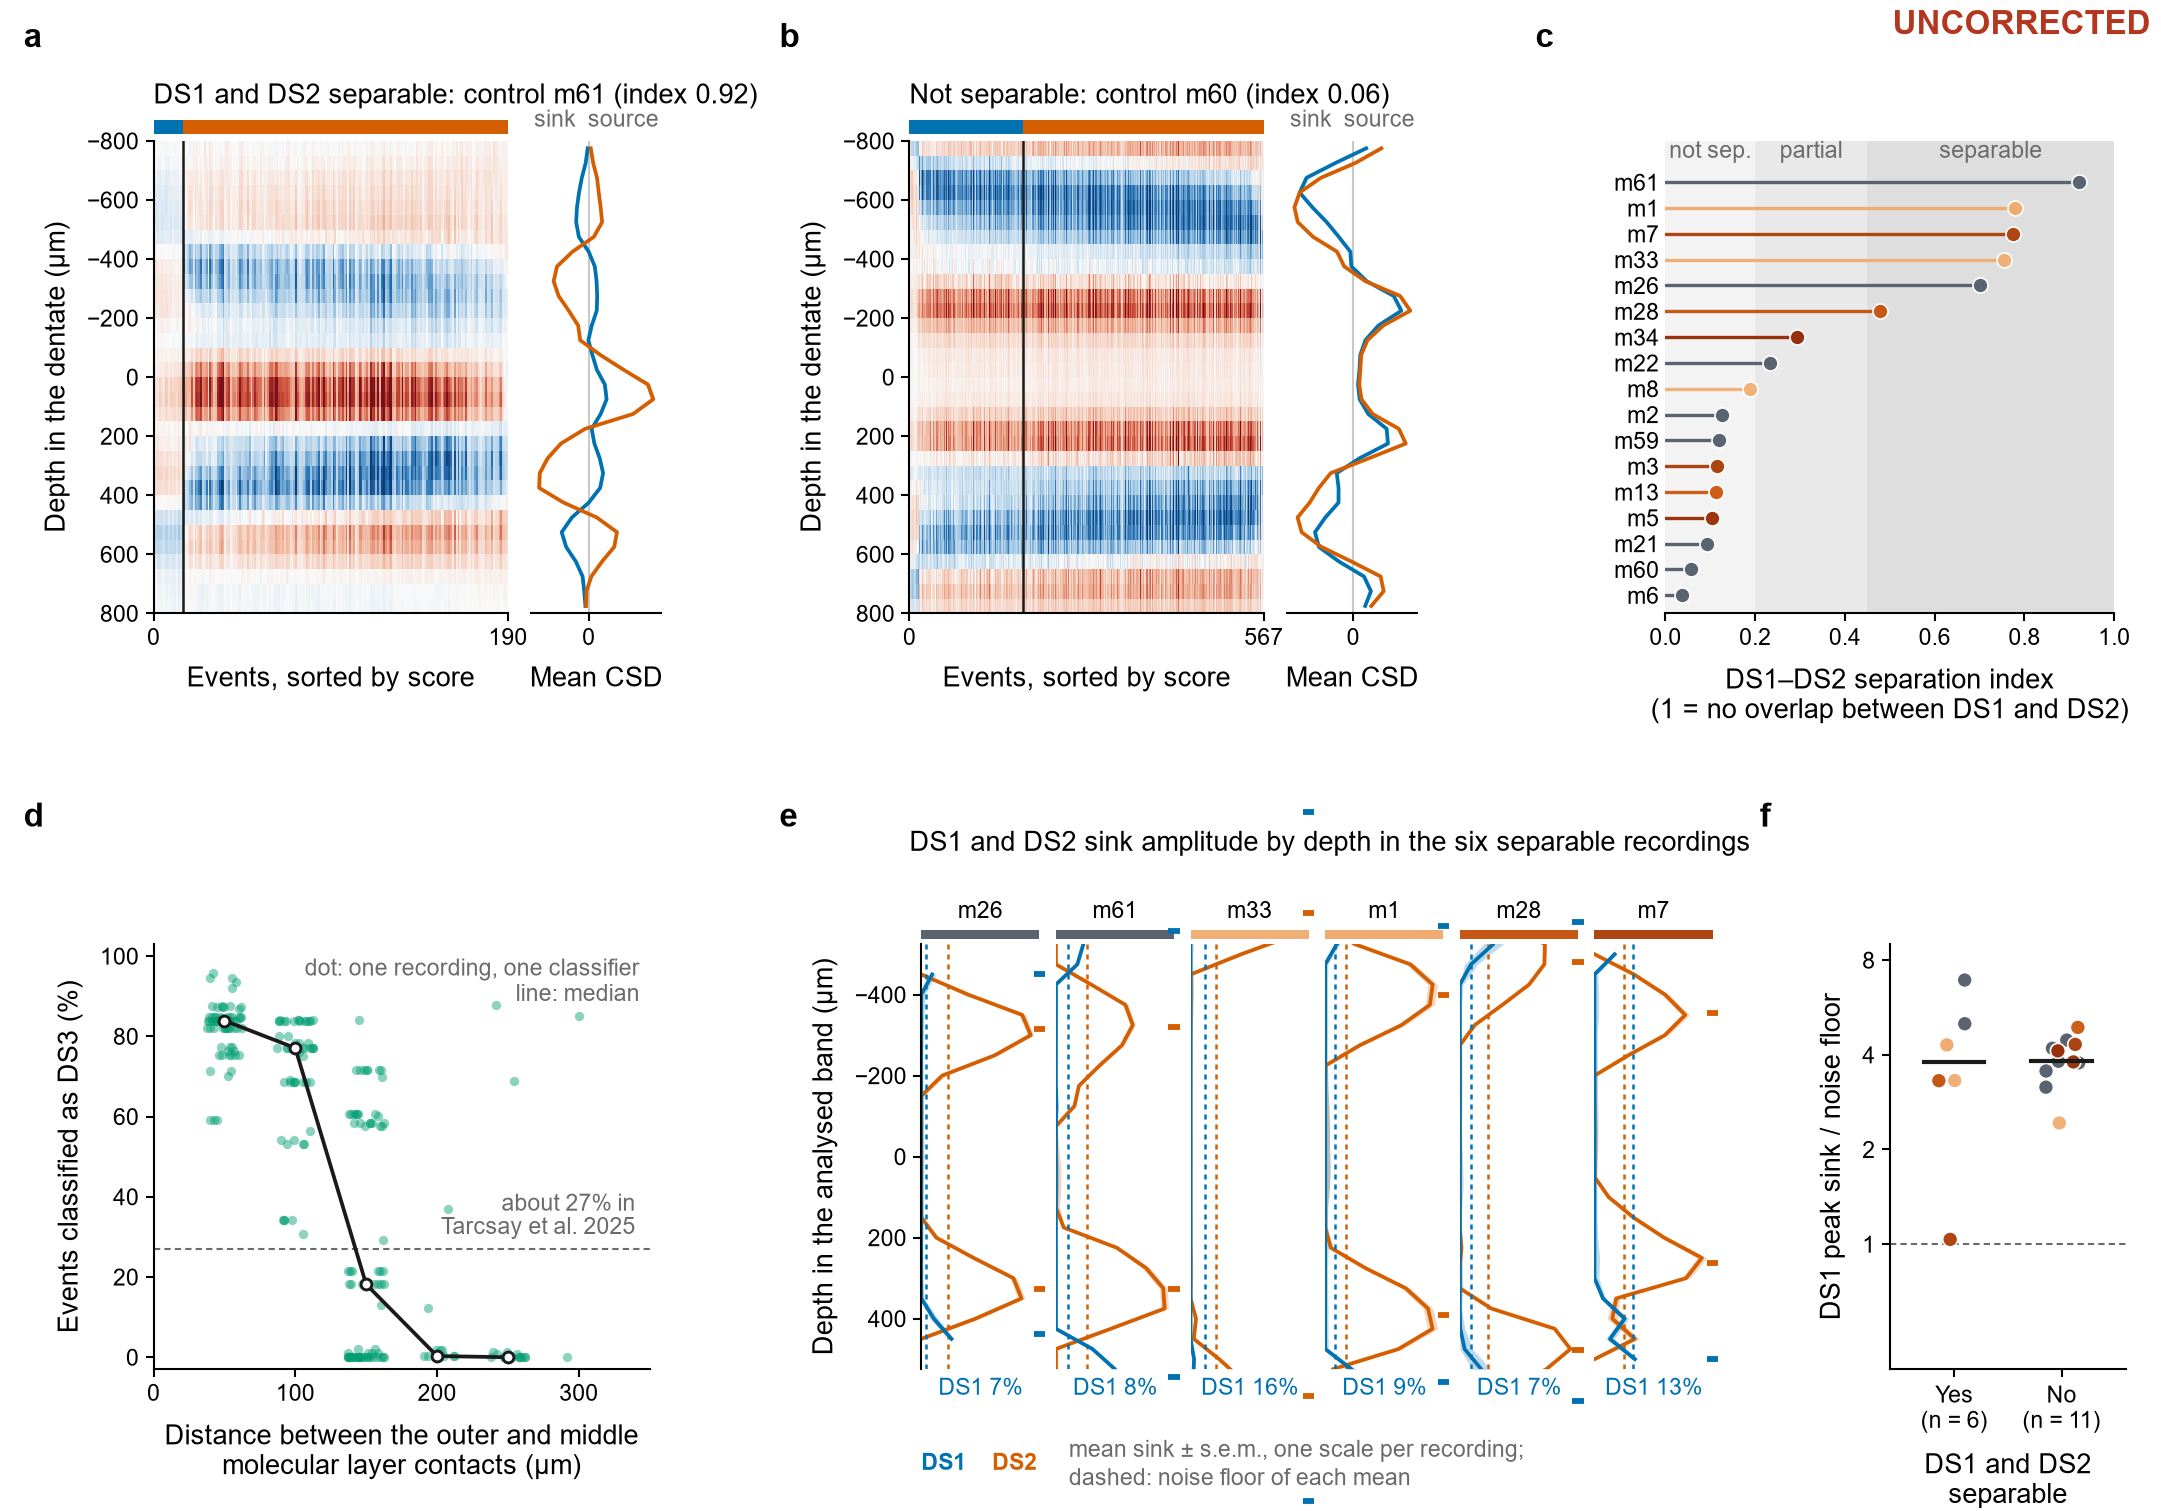 UNCORRECTED
a
DS1 and DS2 separable: control m61 (index 0.92)
sink source
−800
−600
−400
−200
0
200
400
600
800
Depth in the dentate (µm)
0
190
Events, sorted by score
0
Mean CSD
b
Not separable: control m60 (index 0.06)
sink source
−800
−600
−400
−200
0
200
400
600
800
Depth in the dentate (µm)
0
567
Events, sorted by score
0
Mean CSD
c
not sep.
partial
separable
m61
m1
m7
m33
m26
m28
m34
m22
m8
m2
m59
m3
m13
m5
m21
m60
m6
0.0
0.2
0.4
0.6
0.8
1.0
DS1–DS2 separation index
(1 = no overlap between DS1 and DS2)
d
100
80
60
40
20
0
Events classified as DS3 (%)
dot: one recording, one classifier
line: median
about 27% in
Tarcsay et al. 2025
0
100
200
300
Distance between the outer and middle
molecular layer contacts (µm)
e
DS1 and DS2 sink amplitude by depth in the six separable recordings
m26
m61
m33
m1
m28
m7
−400
−200
0
200
400
Depth in the analysed band (µm)
DS1 7%
DS1 8%
DS1 16%
DS1 9%
DS1 7%
DS1 13%
DS1 DS2
mean sink ± s.e.m., one scale per recording;
dashed: noise floor of each mean
f
8
4
2
1
DS1 peak sink / noise floor
Yes
(n = 6)
No
(n = 11)
DS1 and DS2
separable